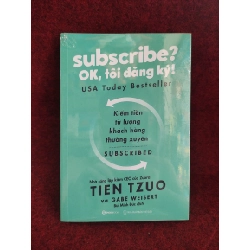 subscribe?
OK, tôi đăng ký!
USA Today Bestseller
Kiếm tiền
từ lượng
khách hàng
thường xuyên
SUBSCRIBED
TIEN TZUO
GABE WEISERT